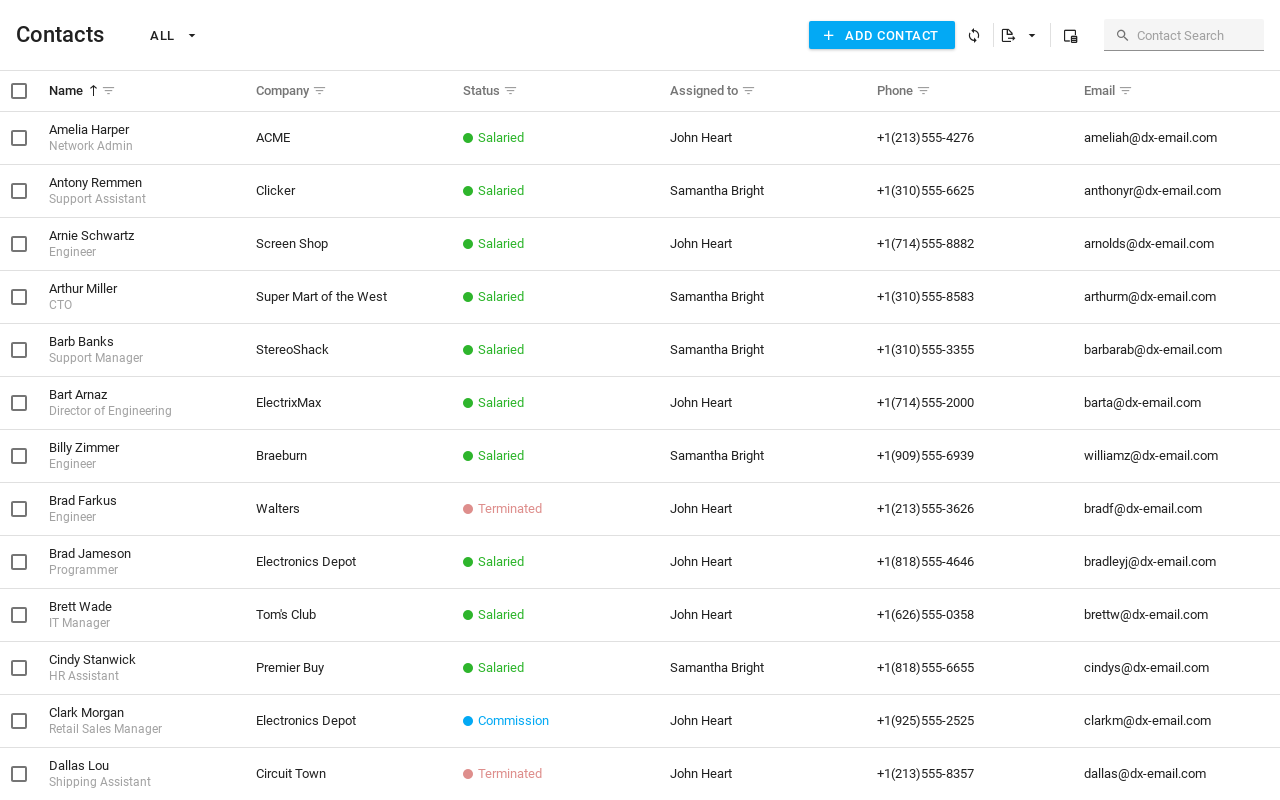 Contacts
ALL
ADD CONTACT
Contact Search
Name Company Status Assigned to Phone Email
Amelia Harper
Network Admin
ACME Salaried John Heart +1(213)555-4276 ameliah@dx-email.com
Antony Remmen
Support Assistant
Clicker Salaried Samantha Bright +1(310)555-6625 anthonyr@dx-email.com
Arnie Schwartz
Engineer
Screen Shop Salaried John Heart +1(714)555-8882 arnolds@dx-email.com
Arthur Miller
CTO
Super Mart of the West Salaried Samantha Bright +1(310)555-8583 arthurm@dx-email.com
Barb Banks
Support Manager
StereoShack Salaried Samantha Bright +1(310)555-3355 barbarab@dx-email.com
Bart Arnaz
Director of Engineering
ElectrixMax Salaried John Heart +1(714)555-2000 barta@dx-email.com
Billy Zimmer
Engineer
Braeburn Salaried Samantha Bright +1(909)555-6939 williamz@dx-email.com
Brad Farkus
Engineer
Walters Terminated John Heart +1(213)555-3626 bradf@dx-email.com
Brad Jameson
Programmer
Electronics Depot Salaried John Heart +1(818)555-4646 bradleyj@dx-email.com
Brett Wade
IT Manager
Tom's Club Salaried John Heart +1(626)555-0358 brettw@dx-email.com
Cindy Stanwick
HR Assistant
Premier Buy Salaried Samantha Bright +1(818)555-6655 cindys@dx-email.com
Clark Morgan
Retail Sales Manager
Electronics Depot Commission John Heart +1(925)555-2525 clarkm@dx-email.com
Dallas Lou
Shipping Assistant
Circuit Town Terminated John Heart +1(213)555-8357 dallas@dx-email.com